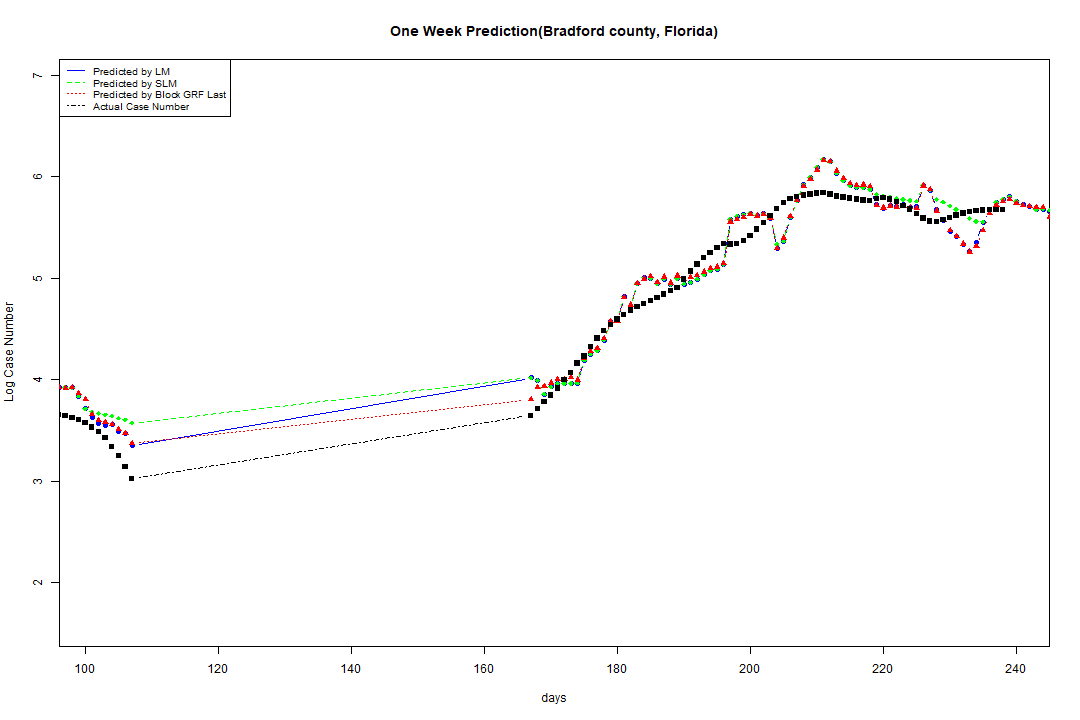 One Week Prediction(Bradford county, Florida)
Predicted by LM
Predicted by SLM
Predicted by Block GRF Last
Actual Case Number
Log Case Number
7
6
5
4
3
2
100 120 140 160 180 200 220 240
days